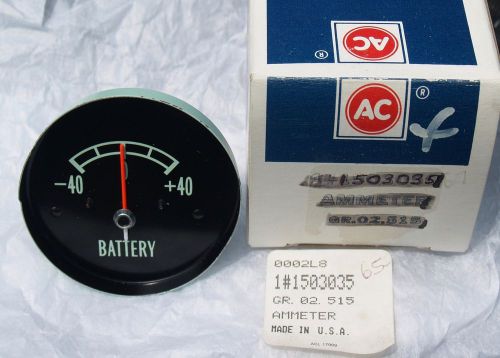 -40 +40
BATTERY
AC ®
AC ®
1#1503035
AMMETER
GR.02.515
0002L8
1#1503035
65
GR. 02. 515
AMMETER
MADE IN U.S.A.